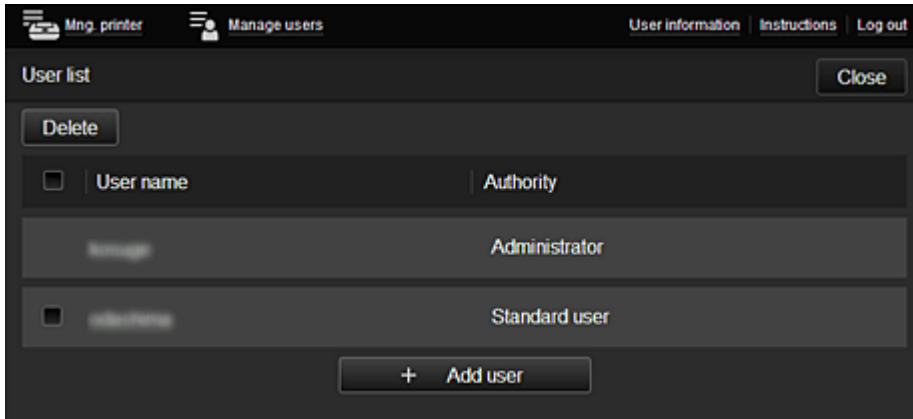 Mng. printer Manage users User information Instructions Log out
User list Close
Delete
User name Authority
Administrator
Standard user
+ Add user